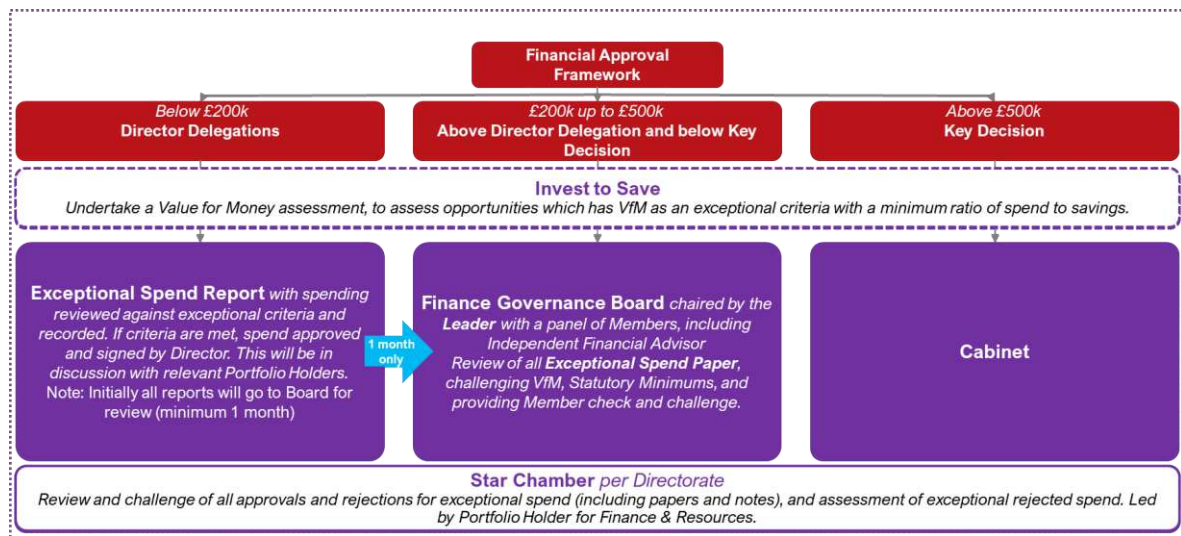 Financial Approval
Framework
Below £200k
Director Delegations
£200k up to £500k
Above Director Delegation and below Key
Decision
Above £500k
Key Decision
Invest to Save
Undertake a Value for Money assessment, to assess opportunities which has VfM as an exceptional criteria with a minimum ratio of spend to savings.
Exceptional Spend Report with spending
reviewed against exceptional criteria and
recorded. If criteria are met, spend approved
and signed by Director. This will be in
discussion with relevant Portfolio Holders.
Note: Initially all reports will go to Board for
review (minimum 1 month)
1 month
only
Finance Governance Board chaired by the
Leader with a panel of Members, including
Independent Financial Advisor
Review of all Exceptional Spend Paper,
challenging VfM, Statutory Minimums, and
providing Member check and challenge.
Cabinet
Star Chamber per Directorate
Review and challenge of all approvals and rejections for exceptional spend (including papers and notes), and assessment of exceptional rejected spend. Led
by Portfolio Holder for Finance & Resources.